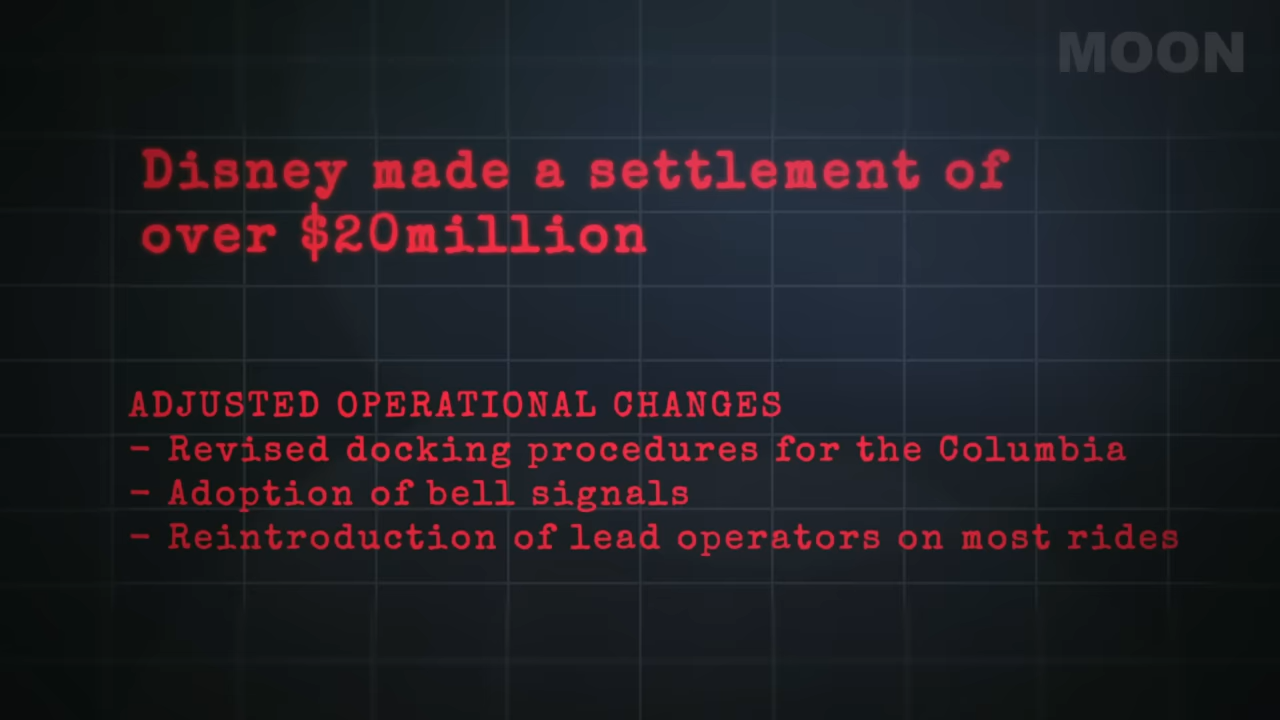 MOON
Disney made a settlement of
over $20million
ADJUSTED OPERATIONAL CHANGES
- Revised docking procedures for the Columbia
- Adoption of bell signals
- Reintroduction of lead operators on most rides